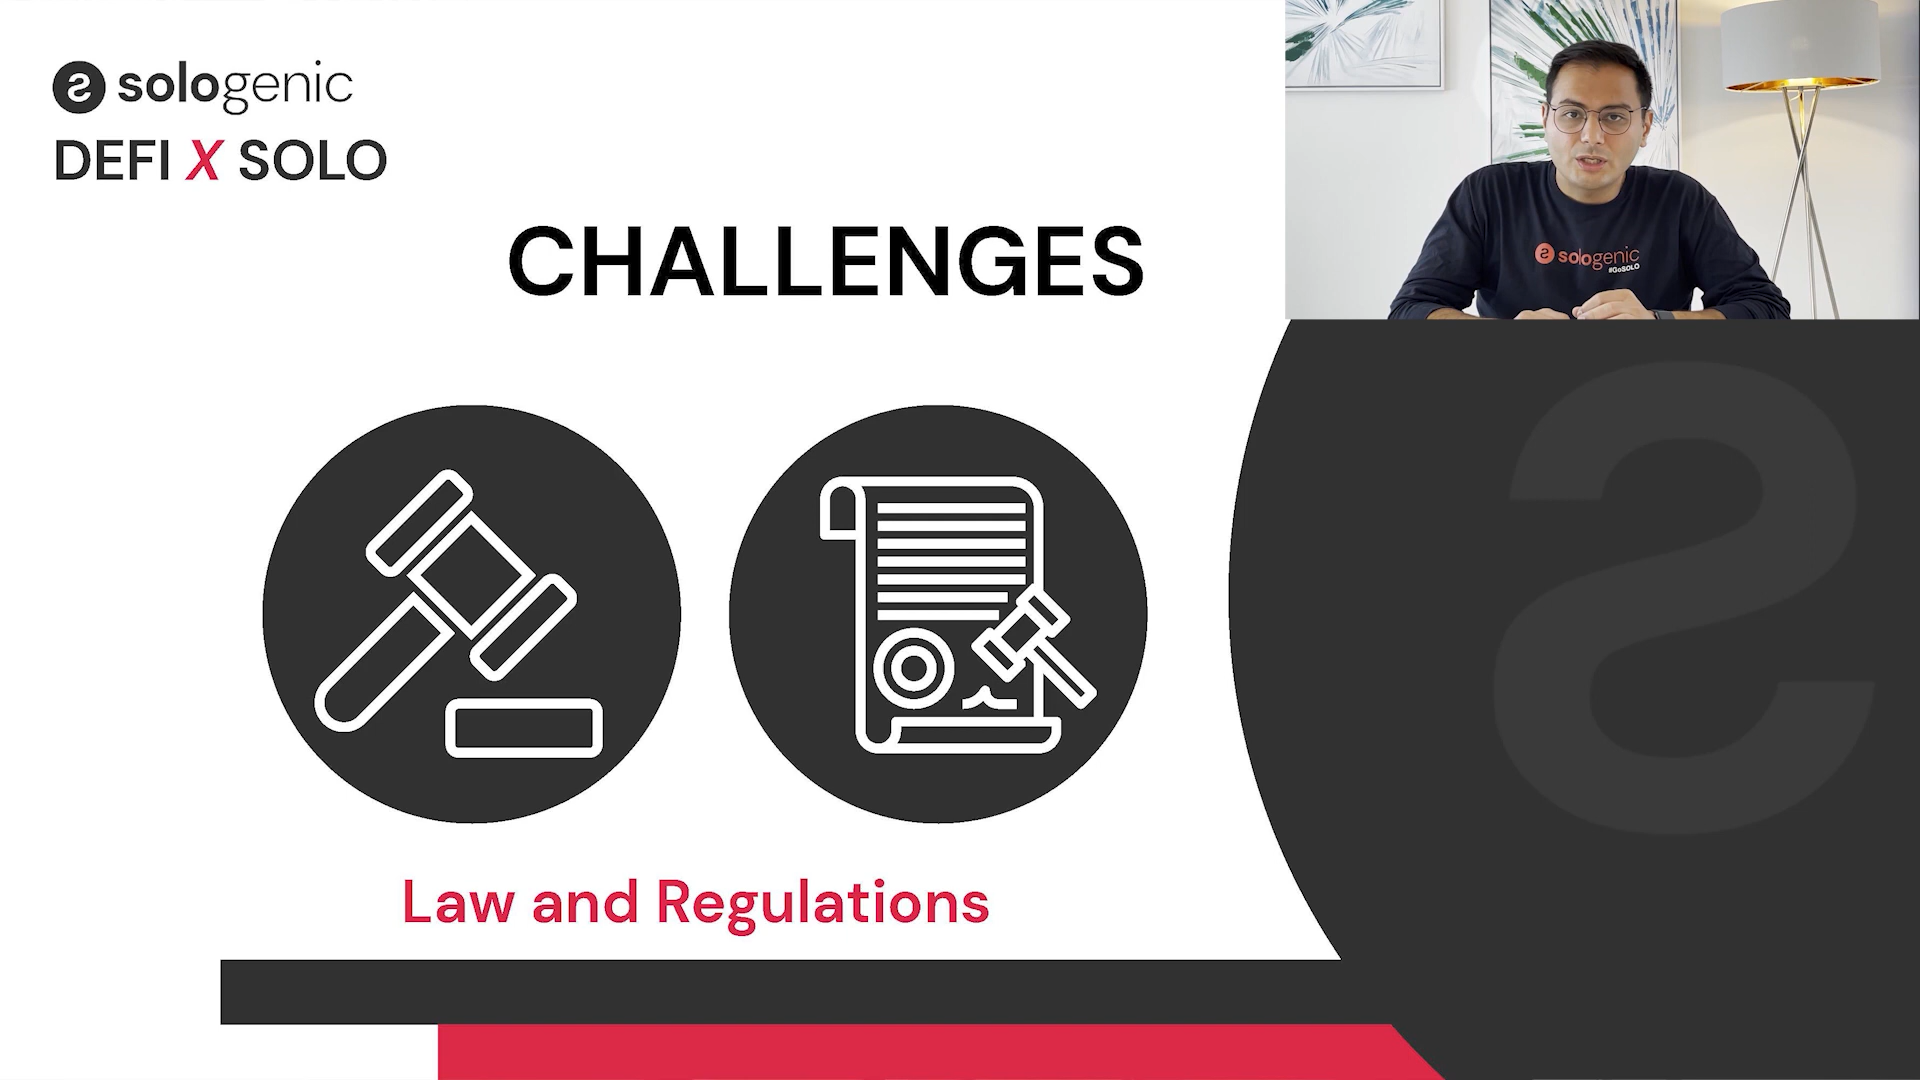 sologenic
DEFI X SOLO
CHALLENGES
sologenic
#GoSOLO
Law and Regulations